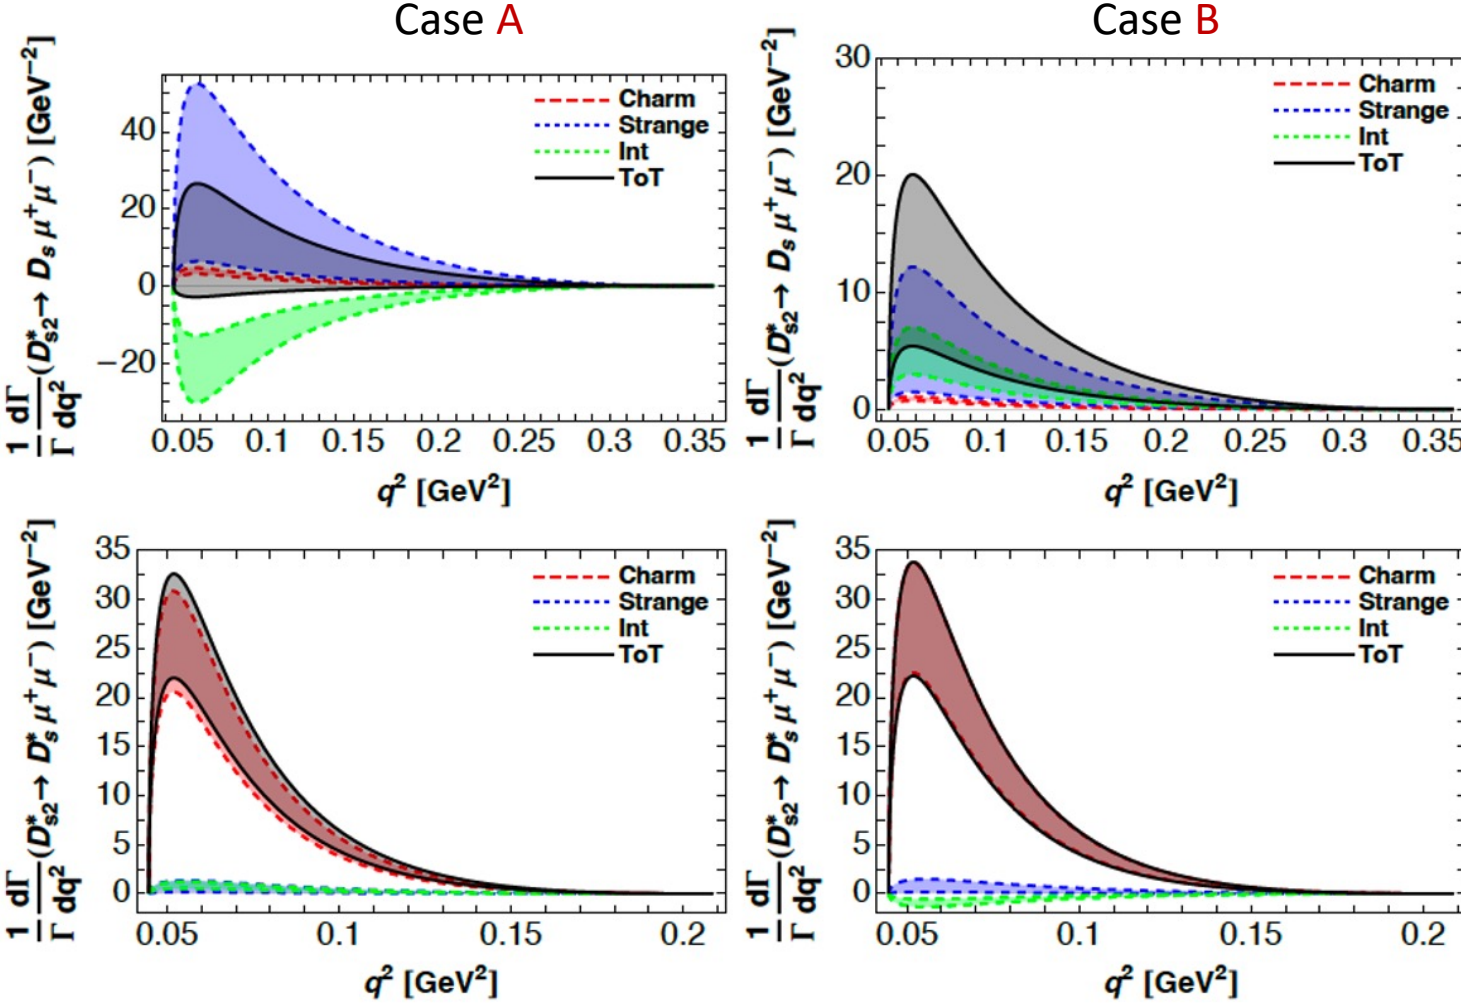 Case A
Case B
1/Γ dΓ/dq² (D*s2 → Ds μ⁺μ⁻) [GeV⁻²]
40
20
0
−20
Charm
Strange
Int
ToT
0.05 0.1 0.15 0.2 0.25 0.3 0.35
q² [GeV²]
1/Γ dΓ/dq² (D*s2 → Ds μ⁺μ⁻) [GeV⁻²]
30
20
10
0
Charm
Strange
Int
ToT
0.05 0.1 0.15 0.2 0.25 0.3 0.35
q² [GeV²]
1/Γ dΓ/dq² (D*s2 → D*s μ⁺μ⁻) [GeV⁻²]
35
30
25
20
15
10
5
0
Charm
Strange
Int
ToT
0.05 0.1 0.15 0.2
q² [GeV²]
1/Γ dΓ/dq² (D*s2 → D*s μ⁺μ⁻) [GeV⁻²]
35
30
25
20
15
10
5
0
Charm
Strange
Int
ToT
0.05 0.1 0.15 0.2
q² [GeV²]